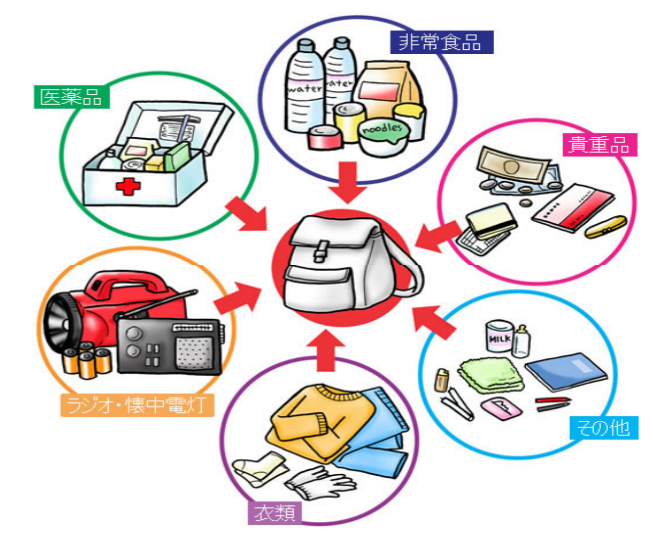 非常食品
water
water
noodles
医薬品
貴重品
ラジオ・懐中電灯
MILK
その他
衣類